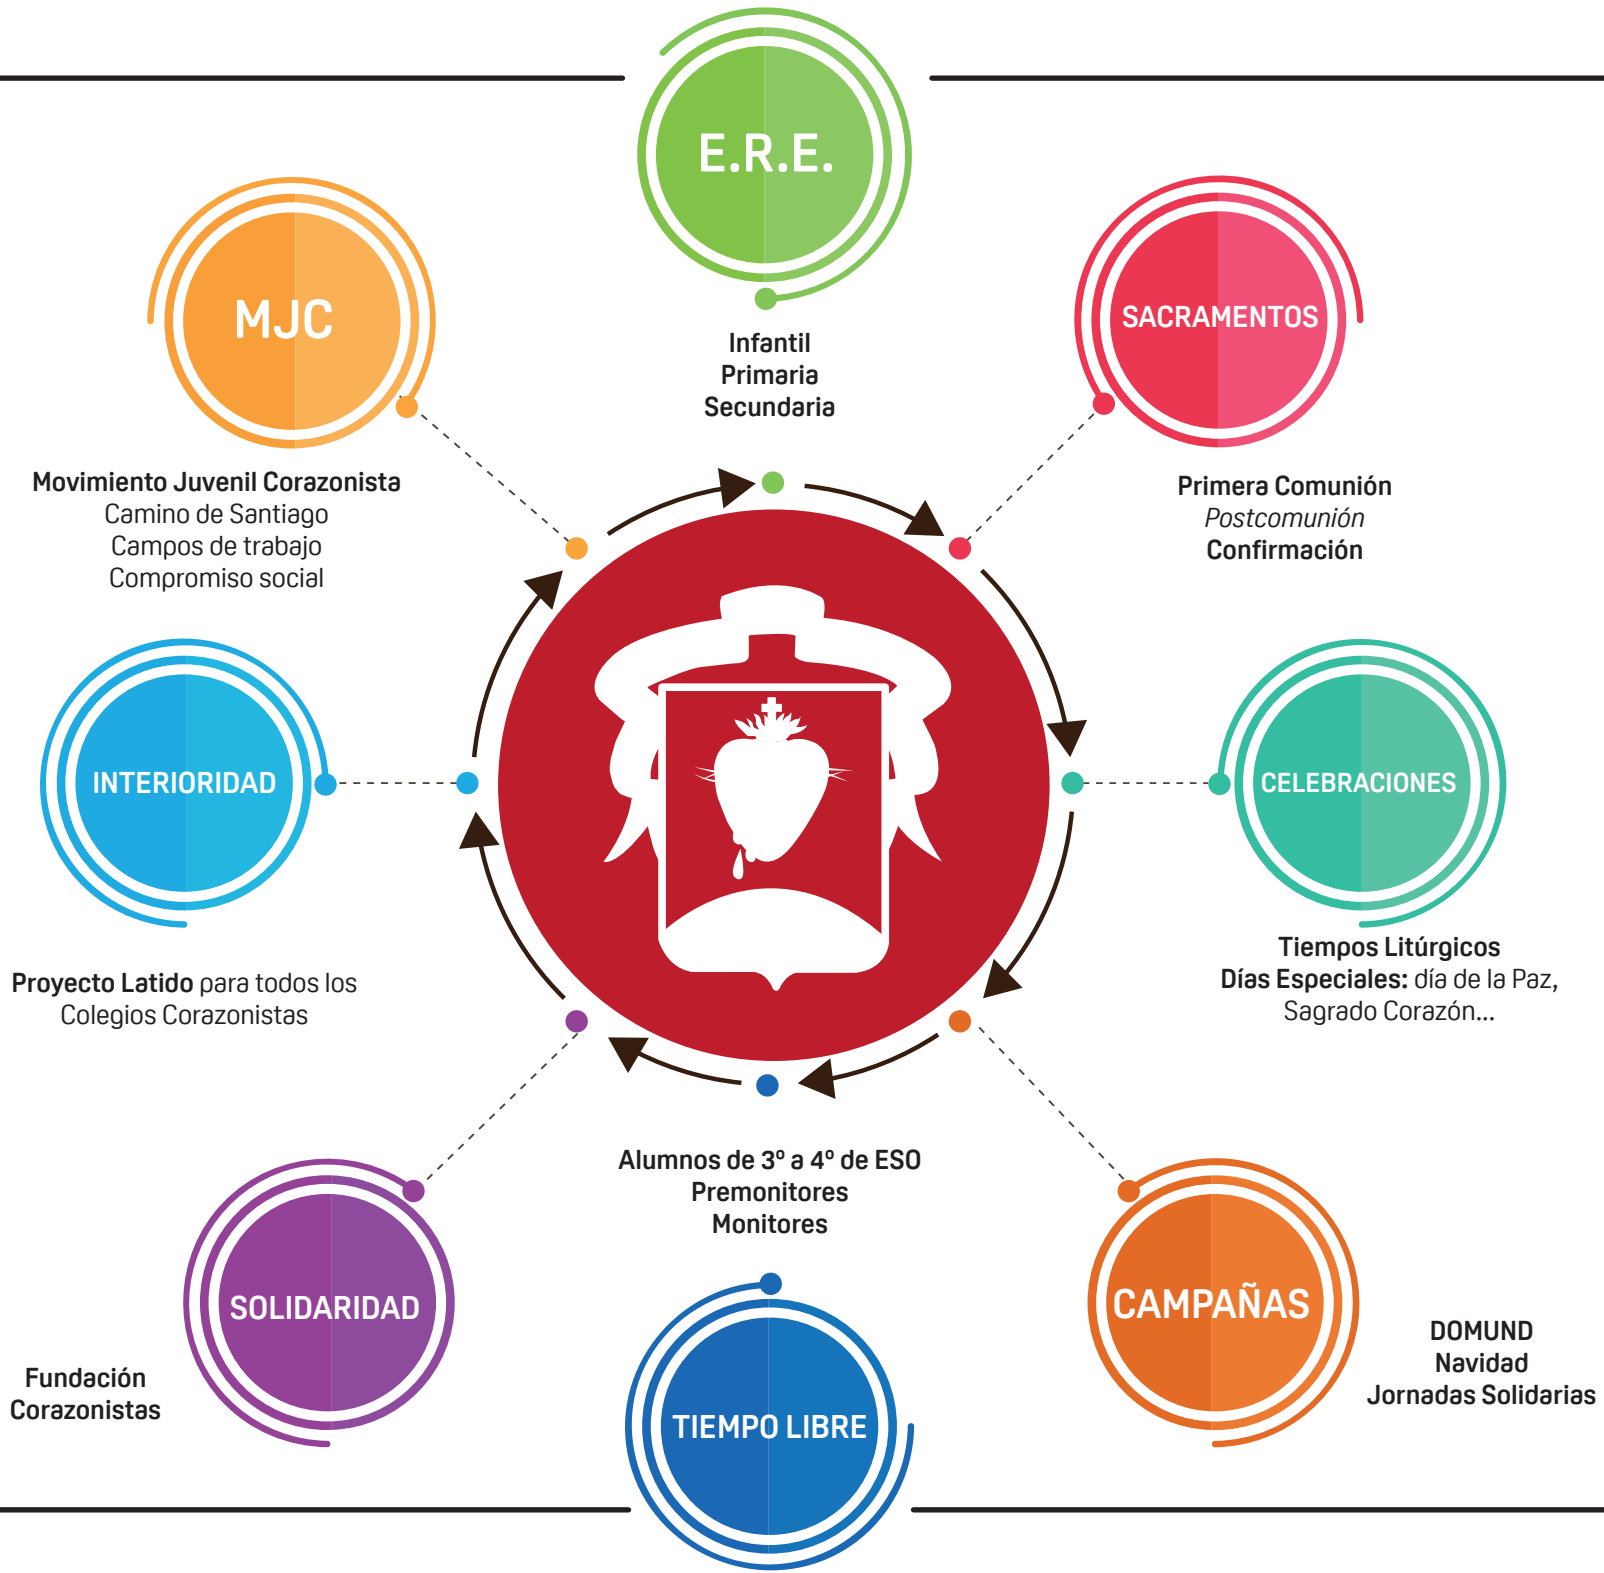 E.R.E.
Infantil
Primaria
Secundaria
MJC
Movimiento Juvenil Corazonista
Camino de Santiago
Campos de trabajo
Compromiso social
SACRAMENTOS
Primera Comunión
Postcomunión
Confirmación
INTERIORIDAD
Proyecto Latido para todos los
Colegios Corazonistas
CELEBRACIONES
Tiempos Litúrgicos
Días Especiales: día de la Paz,
Sagrado Corazón...
SOLIDARIDAD
Fundación
Corazonistas
Alumnos de 3º a 4º de ESO
Premonitores
Monitores
TIEMPO LIBRE
CAMPAÑAS
DOMUND
Navidad
Jornadas Solidarias